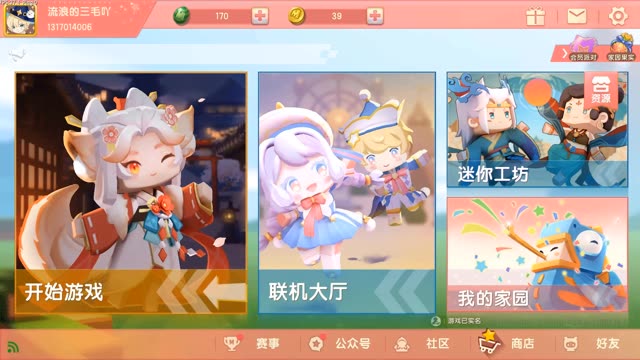 流浪的三毛吖
1317014006
170
39
会员派对
家园果实
资源
迷你工坊
开始游戏
联机大厅
我的家园
游戏已实名
赛事
公众号
社区
商店
好友